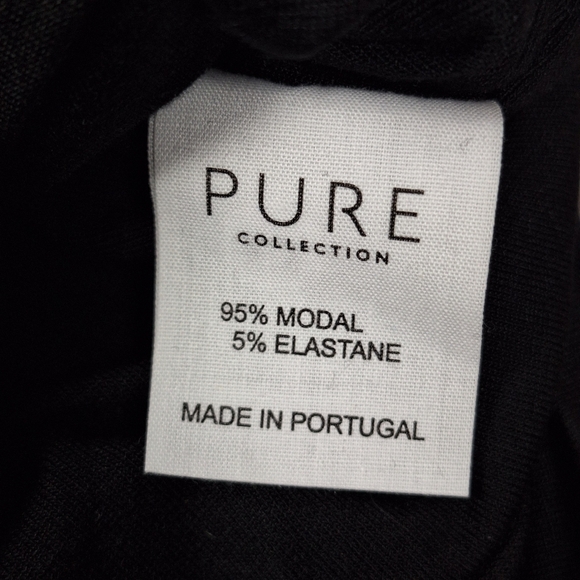 PURE
COLLECTION
95% MODAL
5% ELASTANE
MADE IN PORTUGAL